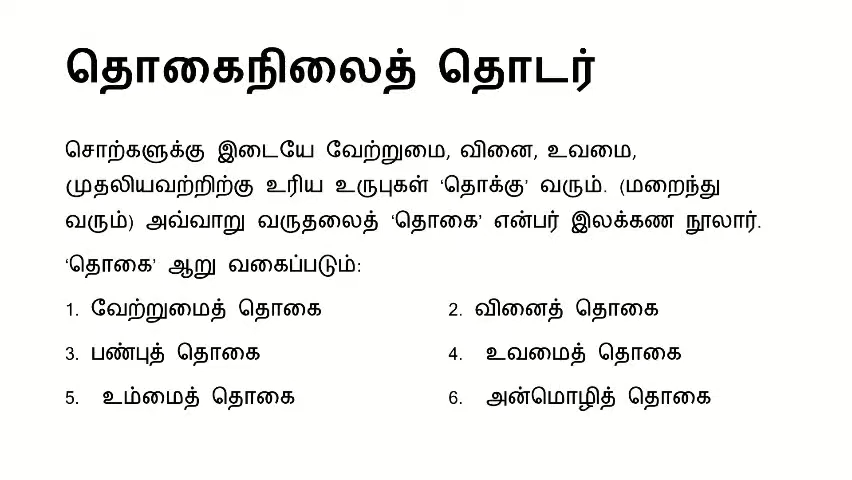 தொகைநிலைத் தொடர்
சொற்களுக்கு இடையே வேற்றுமை, வினை, உவமை,
முதலியவற்றிற்கு உரிய உருபுகள் ‘தொக்கு’ வரும். (மறைந்து
வரும்) அவ்வாறு வருதலைத் ‘தொகை’ என்பர் இலக்கண நூலார்.
‘தொகை’ ஆறு வகைப்படும்:
1. வேற்றுமைத் தொகை 2. வினைத் தொகை
3. பண்புத் தொகை 4. உவமைத் தொகை
5. உம்மைத் தொகை 6. அன்மொழித் தொகை